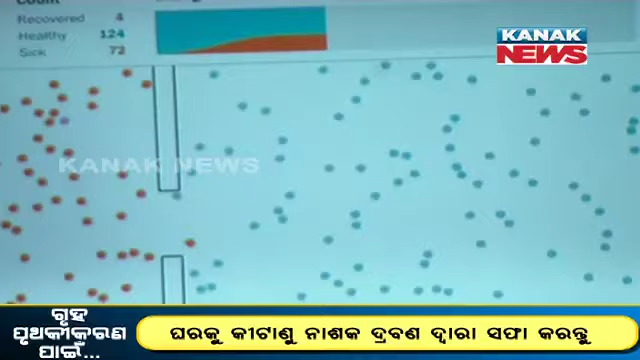 Count
Recovered 4
Healthy 124
Sick 72
KANAK
NEWS
KANAK NEWS
ଗୃହ
ପୃଥକୀକରଣ
ପାଇଁ...
ଘରକୁ କୀଟାଣୁ ନାଶକ ଦ୍ରବଣ ଦ୍ୱାରା ସଫା କରନ୍ତୁ